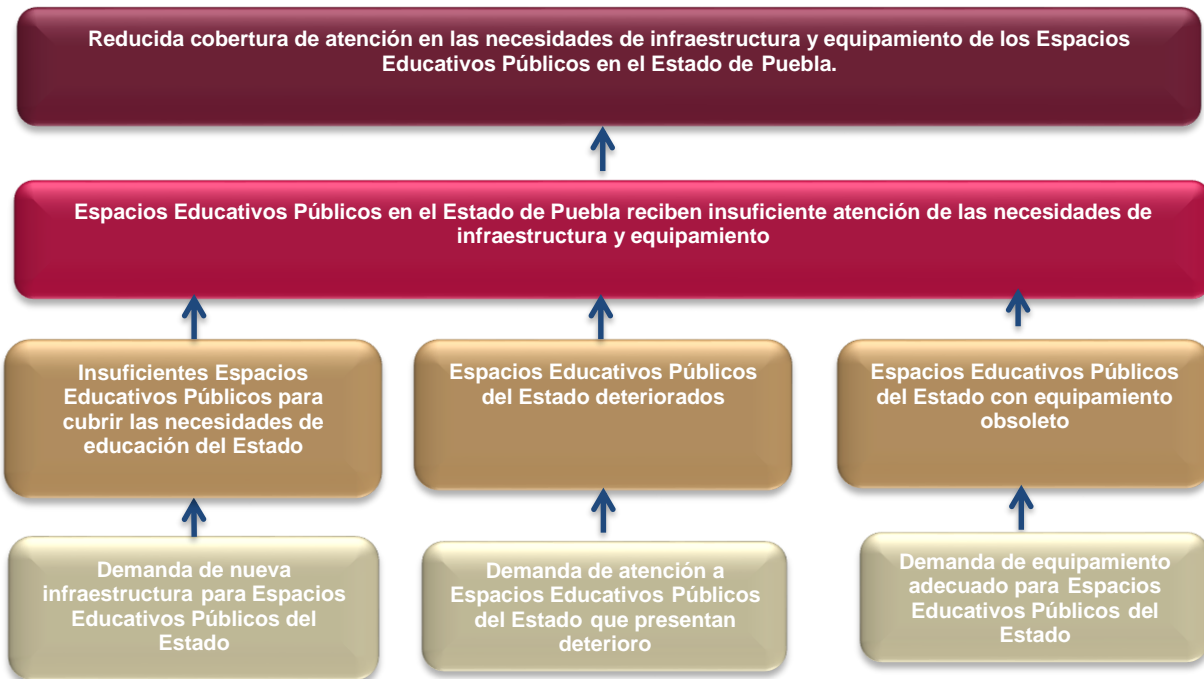 Reducida cobertura de atención en las necesidades de infraestructura y equipamiento de los Espacios
Educativos Públicos en el Estado de Puebla.
Espacios Educativos Públicos en el Estado de Puebla reciben insuficiente atención de las necesidades de
infraestructura y equipamiento
Insuficientes Espacios
Educativos Públicos para
cubrir las necesidades de
educación del Estado
Espacios Educativos Públicos
del Estado deteriorados
Espacios Educativos Públicos
del Estado con equipamiento
obsoleto
Demanda de nueva
infraestructura para Espacios
Educativos Públicos del
Estado
Demanda de atención a
Espacios Educativos Públicos
del Estado que presentan
deterioro
Demanda de equipamiento
adecuado para Espacios
Educativos Públicos del
Estado